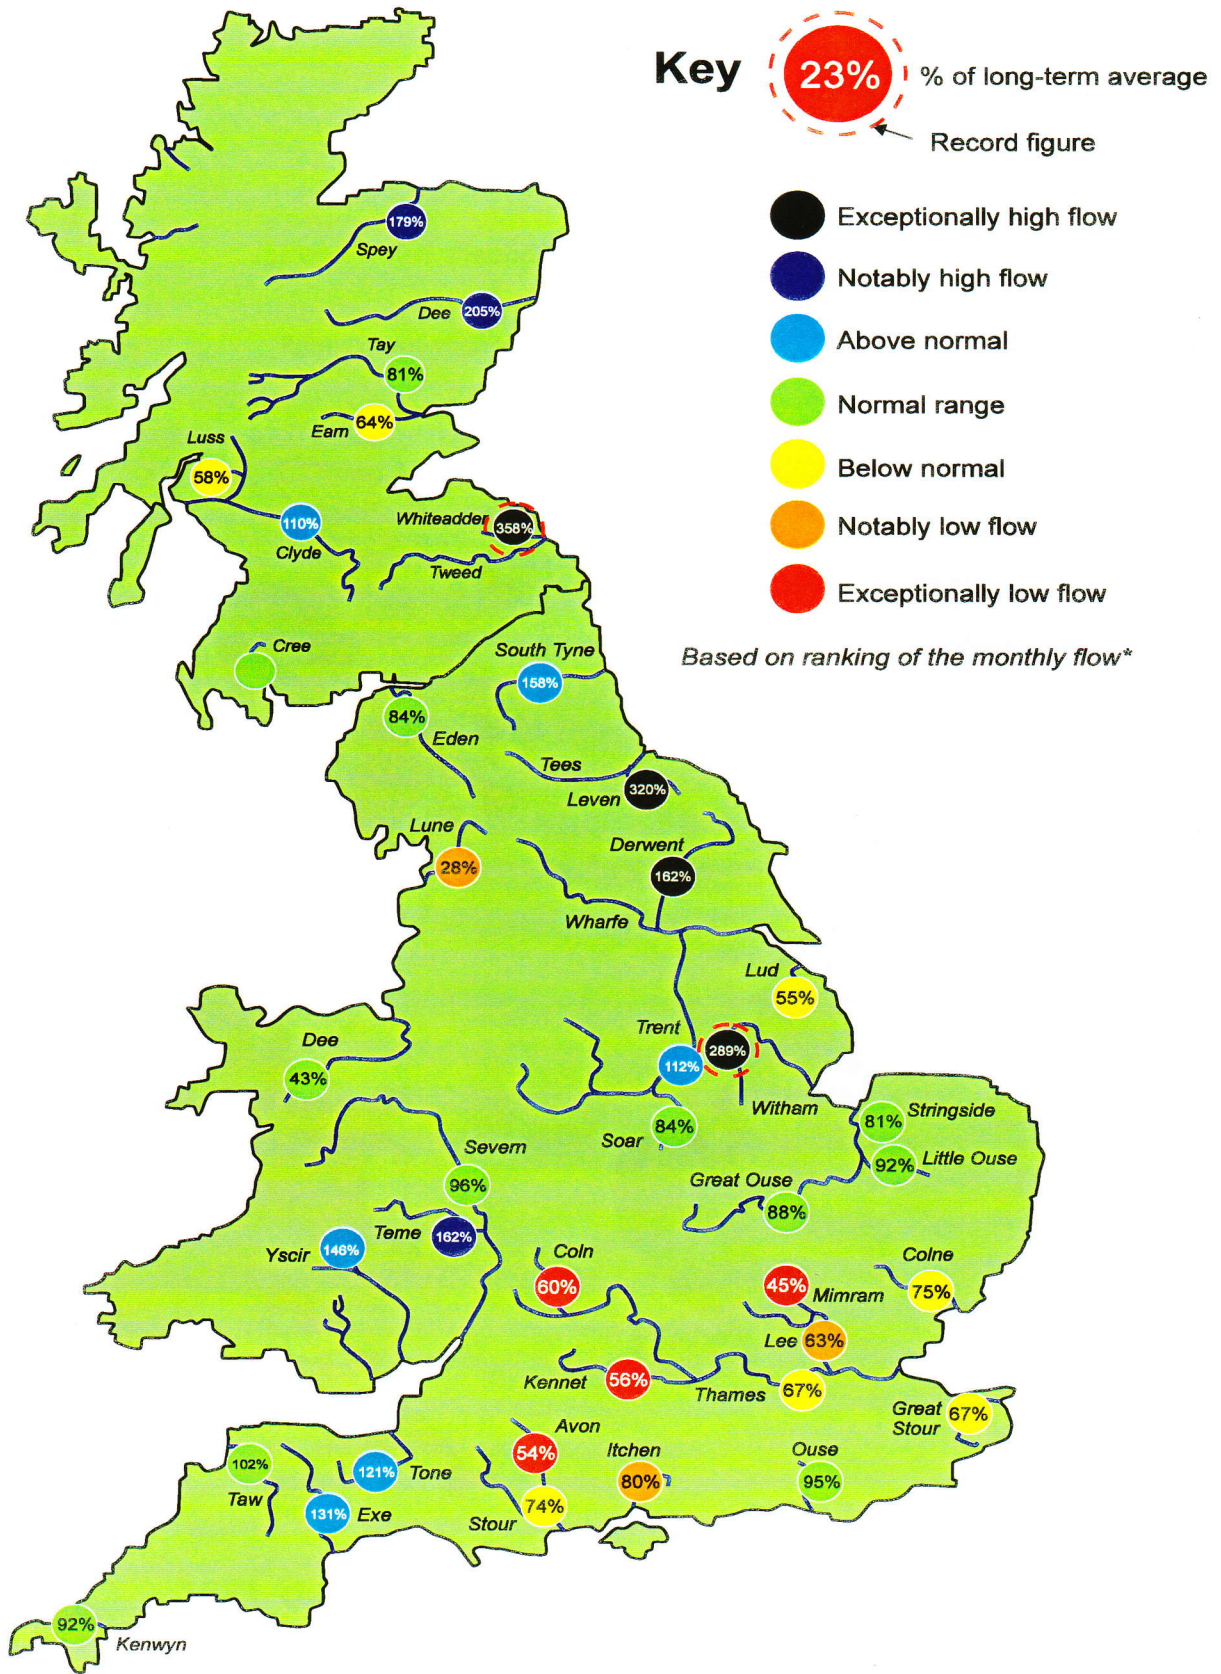 Key
23%
% of long-term average
Record figure
Exceptionally high flow
Notably high flow
Above normal
Normal range
Below normal
Notably low flow
Exceptionally low flow
Based on ranking of the monthly flow*
179%
Spey
Dee
205%
Tay
81%
Earn
64%
Luss
58%
110%
Clyde
Whiteadder
358%
Tweed
Cree
South Tyne
158%
84%
Eden
Tees
Leven
320%
Lune
28%
Derwent
162%
Wharfe
Lud
55%
Trent
112%
289%
Witham
Dee
43%
Soar
84%
Stringside
81%
Little Ouse
92%
Great Ouse
88%
Severn
96%
Teme
162%
Yscir
146%
Coln
60%
45%
Mimram
Colne
75%
Lee
63%
Kennet
56%
Thames
67%
Great
Stour
67%
Avon
54%
Itchen
80%
Ouse
95%
Stour
74%
102%
Taw
121%
Tone
131%
Exe
92%
Kenwyn